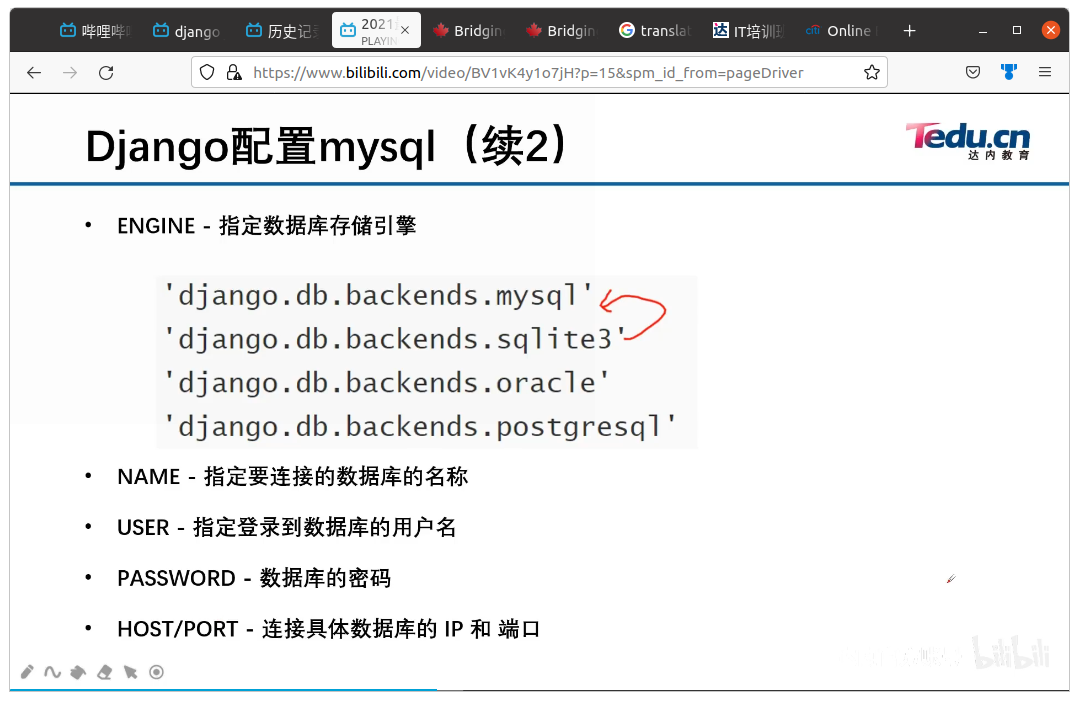 哔哩哔
django
历史记
2021
PLAYIN
Bridgin
Bridgin
translat
IT培训班
Online
https://www.bilibili.com/video/BV1vK4y1o7jH?p=15&spm_id_from=pageDriver
Django配置mysql（续2）
Tedu.cn
达内教育
• ENGINE - 指定数据库存储引擎
'django.db.backends.mysql'
'django.db.backends.sqlite3'
'django.db.backends.oracle'
'django.db.backends.postgresql'
• NAME - 指定要连接的数据库的名称
• USER - 指定登录到数据库的用户名
• PASSWORD - 数据库的密码
• HOST/PORT - 连接具体数据库的 IP 和 端口
bilibili